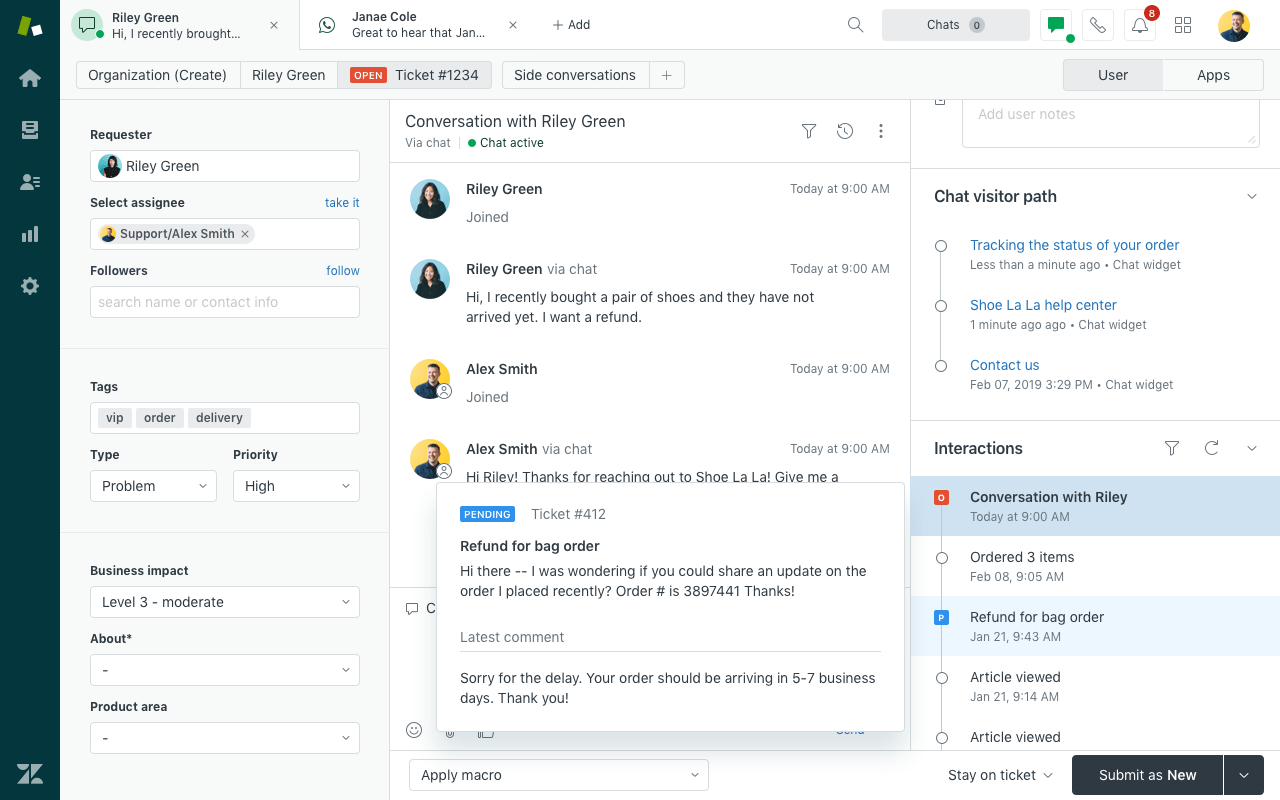 Riley Green
Hi, I recently brought...
Janae Cole
Great to hear that Jan...
Add
Chats 0
8
Organization (Create)
Riley Green
OPEN Ticket #1234
Side conversations
User
Apps
Requester
Riley Green
Select assignee
take it
Support/Alex Smith
Followers
follow
search name or contact info
Tags
vip
order
delivery
Type
Priority
Problem
High
Business impact
Level 3 - moderate
About*
-
Product area
-
Conversation with Riley Green
Via chat
Chat active
Riley Green
Today at 9:00 AM
Joined
Riley Green via chat
Today at 9:00 AM
Hi, I recently bought a pair of shoes and they have not
arrived yet. I want a refund.
Alex Smith
Today at 9:00 AM
Joined
Alex Smith via chat
Today at 9:00 AM
Hi Riley! Thanks for reaching out to Shoe La La! Give me a
PENDING Ticket #412
Refund for bag order
Hi there -- I was wondering if you could share an update on the
order I placed recently? Order # is 3897441 Thanks!
Latest comment
Sorry for the delay. Your order should be arriving in 5-7 business
days. Thank you!
Send
Apply macro
Add user notes
Chat visitor path
Tracking the status of your order
Less than a minute ago • Chat widget
Shoe La La help center
1 minute ago ago • Chat widget
Contact us
Feb 07, 2019 3:29 PM • Chat widget
Interactions
O
Conversation with Riley
Today at 9:00 AM
Ordered 3 items
Feb 08, 9:05 AM
P
Refund for bag order
Jan 21, 9:43 AM
Article viewed
Jan 21, 9:14 AM
Article viewed
Stay on ticket
Submit as New